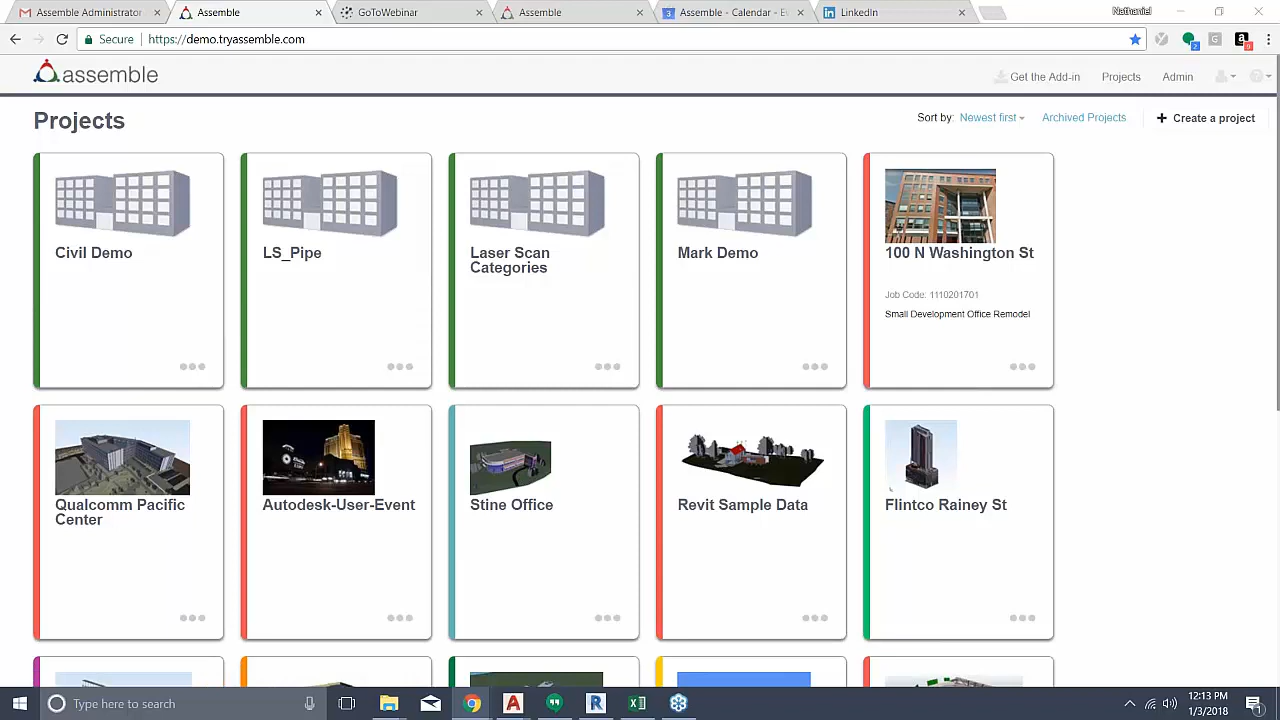 Assemble Administrator
Assemble
GoToWebinar
Assemble
Assemble - Calendar - Ev
LinkedIn
Nathaniel
Secure
https://demo.tryassemble.com
assemble
Get the Add-in
Projects
Admin
Projects
Sort by: Newest first
Archived Projects
+ Create a project
Civil Demo
LS_Pipe
Laser Scan
Categories
Mark Demo
100 N Washington St
Job Code: 1110201701
Small Development Office Remodel
Qualcomm Pacific
Center
Autodesk-User-Event
Stine Office
Revit Sample Data
Flintco Rainey St
Type here to search
12:13 PM
1/3/2018